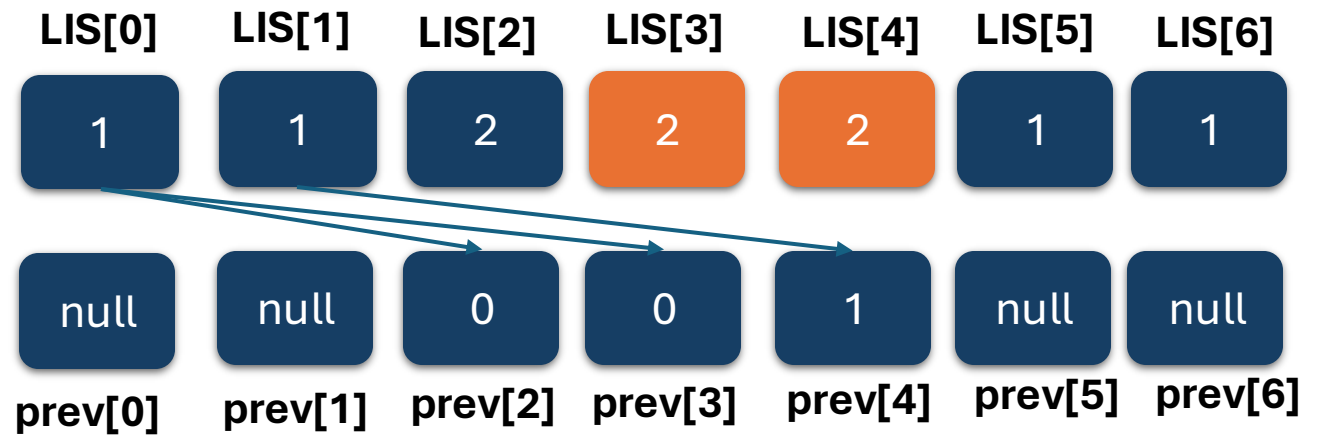 LIS[0] LIS[1] LIS[2] LIS[3] LIS[4] LIS[5] LIS[6]
1 1 2 2 2 1 1
null null 0 0 1 null null
prev[0] prev[1] prev[2] prev[3] prev[4] prev[5] prev[6]